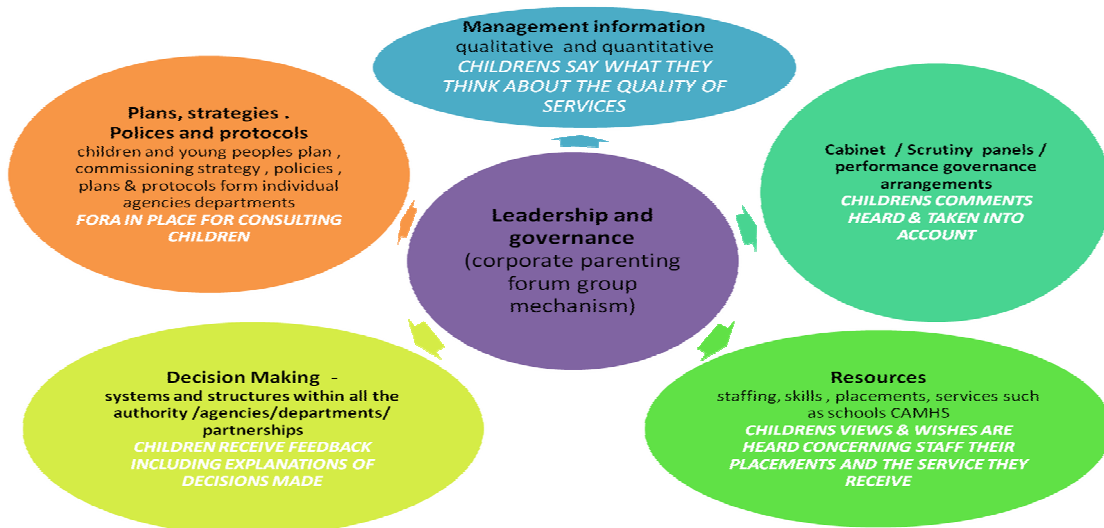 Management information
qualitative and quantitative
CHILDRENS SAY WHAT THEY
THINK ABOUT THE QUALITY OF
SERVICES
Plans, strategies .
Polices and protocols
children and young peoples plan ,
commissioning strategy , policies ,
plans & protocols form individual
agencies departments
FORA IN PLACE FOR CONSULTING
CHILDREN
Cabinet / Scrutiny panels /
performance governance
arrangements
CHILDRENS COMMENTS
HEARD & TAKEN INTO
ACCOUNT
Leadership and
governance
(corporate parenting
forum group
mechanism)
Decision Making -
systems and structures within all the
authority /agencies/departments/
partnerships
CHILDREN RECEIVE FEEDBACK
INCLUDING EXPLANATIONS OF
DECISIONS MADE
Resources
staffing, skills , placements, services such
as schools CAMHS
CHILDRENS VIEWS & WISHES ARE
HEARD CONCERNING STAFF THEIR
PLACEMENTS AND THE SERVICE THEY
RECEIVE